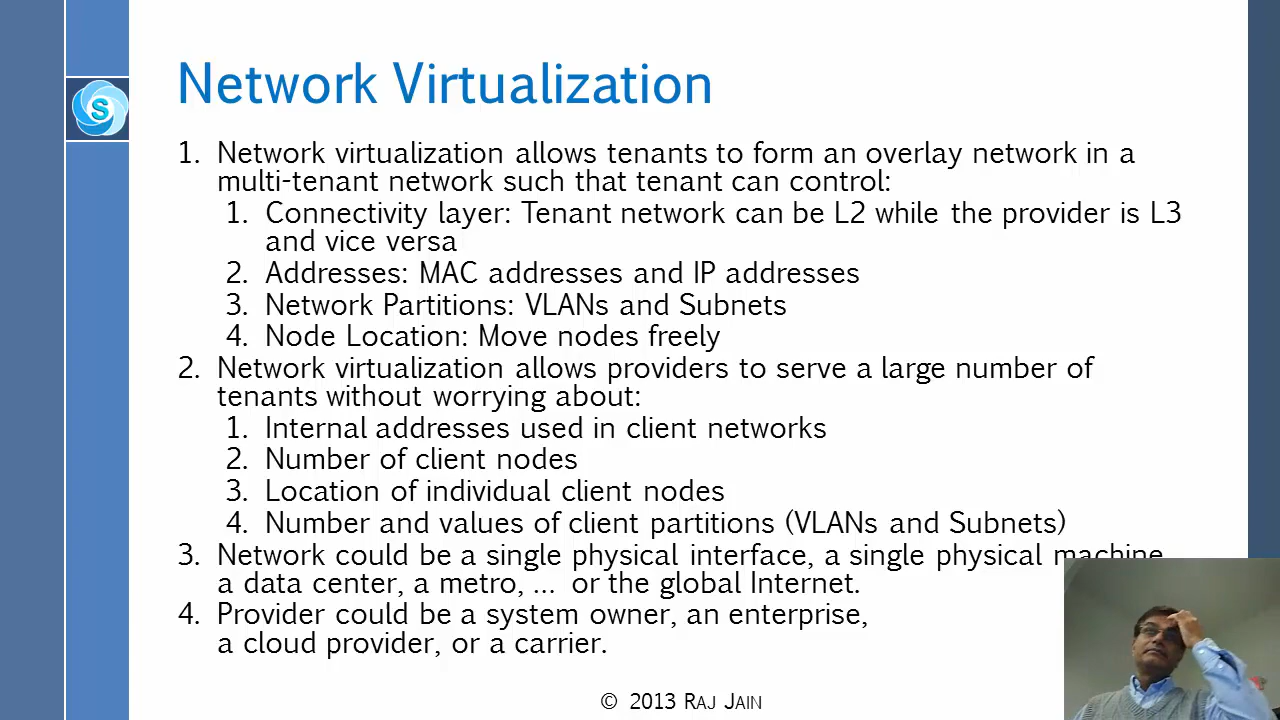 Network Virtualization
S
1. Network virtualization allows tenants to form an overlay network in a
multi-tenant network such that tenant can control:
1. Connectivity layer: Tenant network can be L2 while the provider is L3
and vice versa
2. Addresses: MAC addresses and IP addresses
3. Network Partitions: VLANs and Subnets
4. Node Location: Move nodes freely
2. Network virtualization allows providers to serve a large number of
tenants without worrying about:
1. Internal addresses used in client networks
2. Number of client nodes
3. Location of individual client nodes
4. Number and values of client partitions (VLANs and Subnets)
3. Network could be a single physical interface, a single physical machine
a data center, a metro, ... or the global Internet.
4. Provider could be a system owner, an enterprise,
a cloud provider, or a carrier.
© 2013 RAJ JAIN